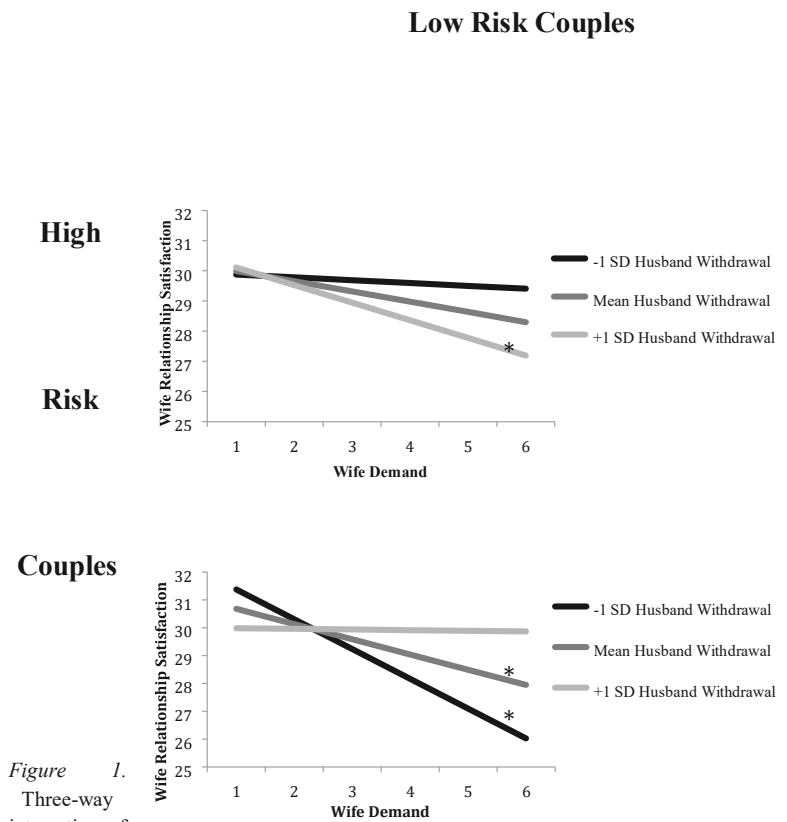 Low Risk Couples
High
Risk
Wife Relationship Satisfaction
32
31
30
29
28
27
26
25
*
1 2 3 4 5 6
Wife Demand
-1 SD Husband Withdrawal
Mean Husband Withdrawal
+1 SD Husband Withdrawal
Couples
Wife Relationship Satisfaction
32
31
30
29
28
27
26
25
*
*
1 2 3 4 5 6
Wife Demand
-1 SD Husband Withdrawal
Mean Husband Withdrawal
+1 SD Husband Withdrawal
Figure 1.
Three-way